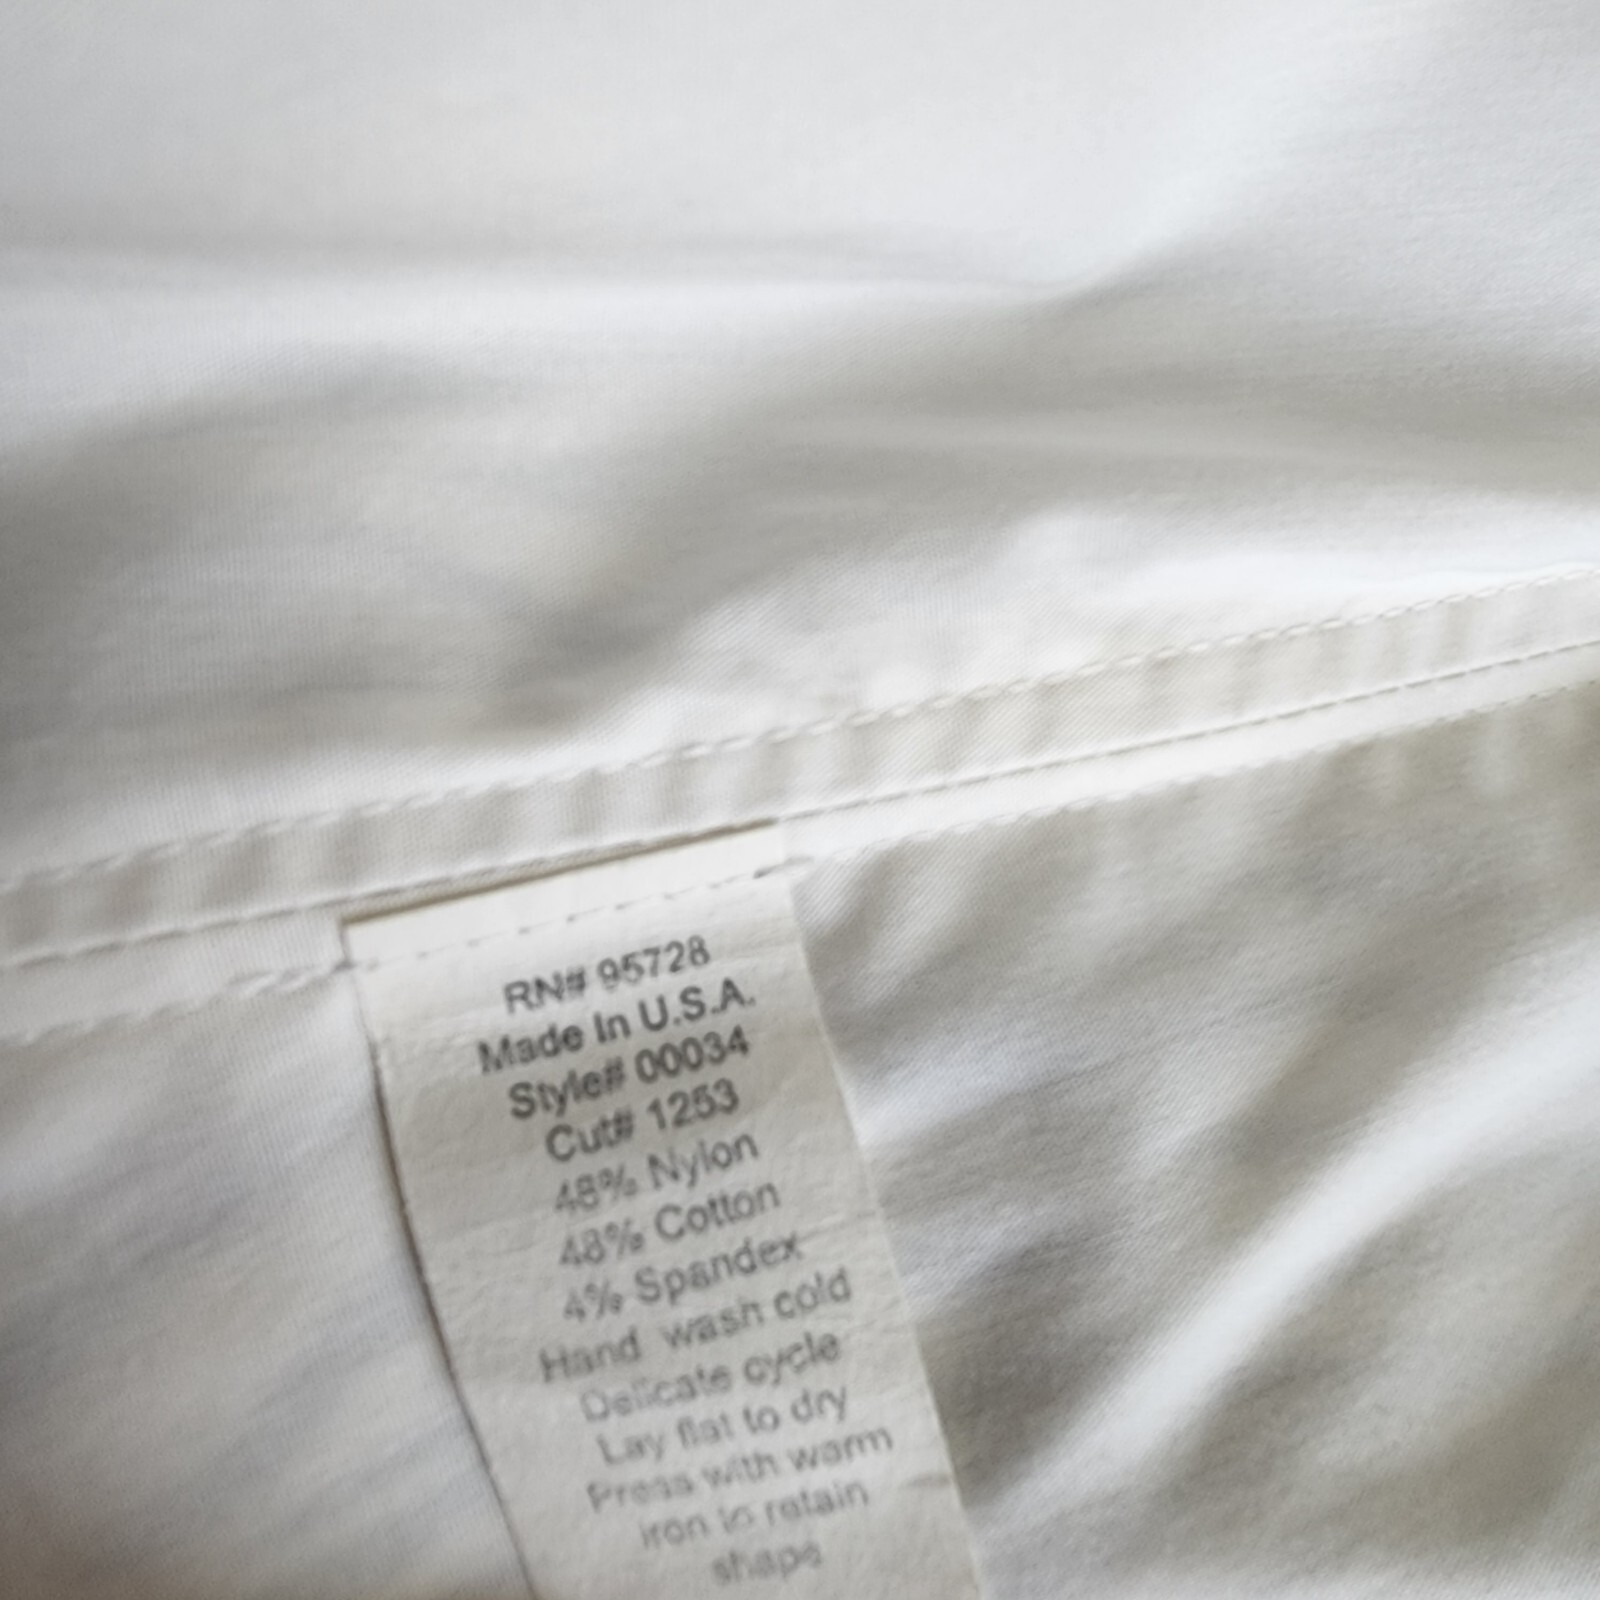 RN# 95728
Made In U.S.A.
Style# 00034
Cut# 1253
48% Nylon
48% Cotton
4% Spandex
Hand wash cold
Delicate cycle
Lay flat to dry
Press with warm
iron to retain
shape